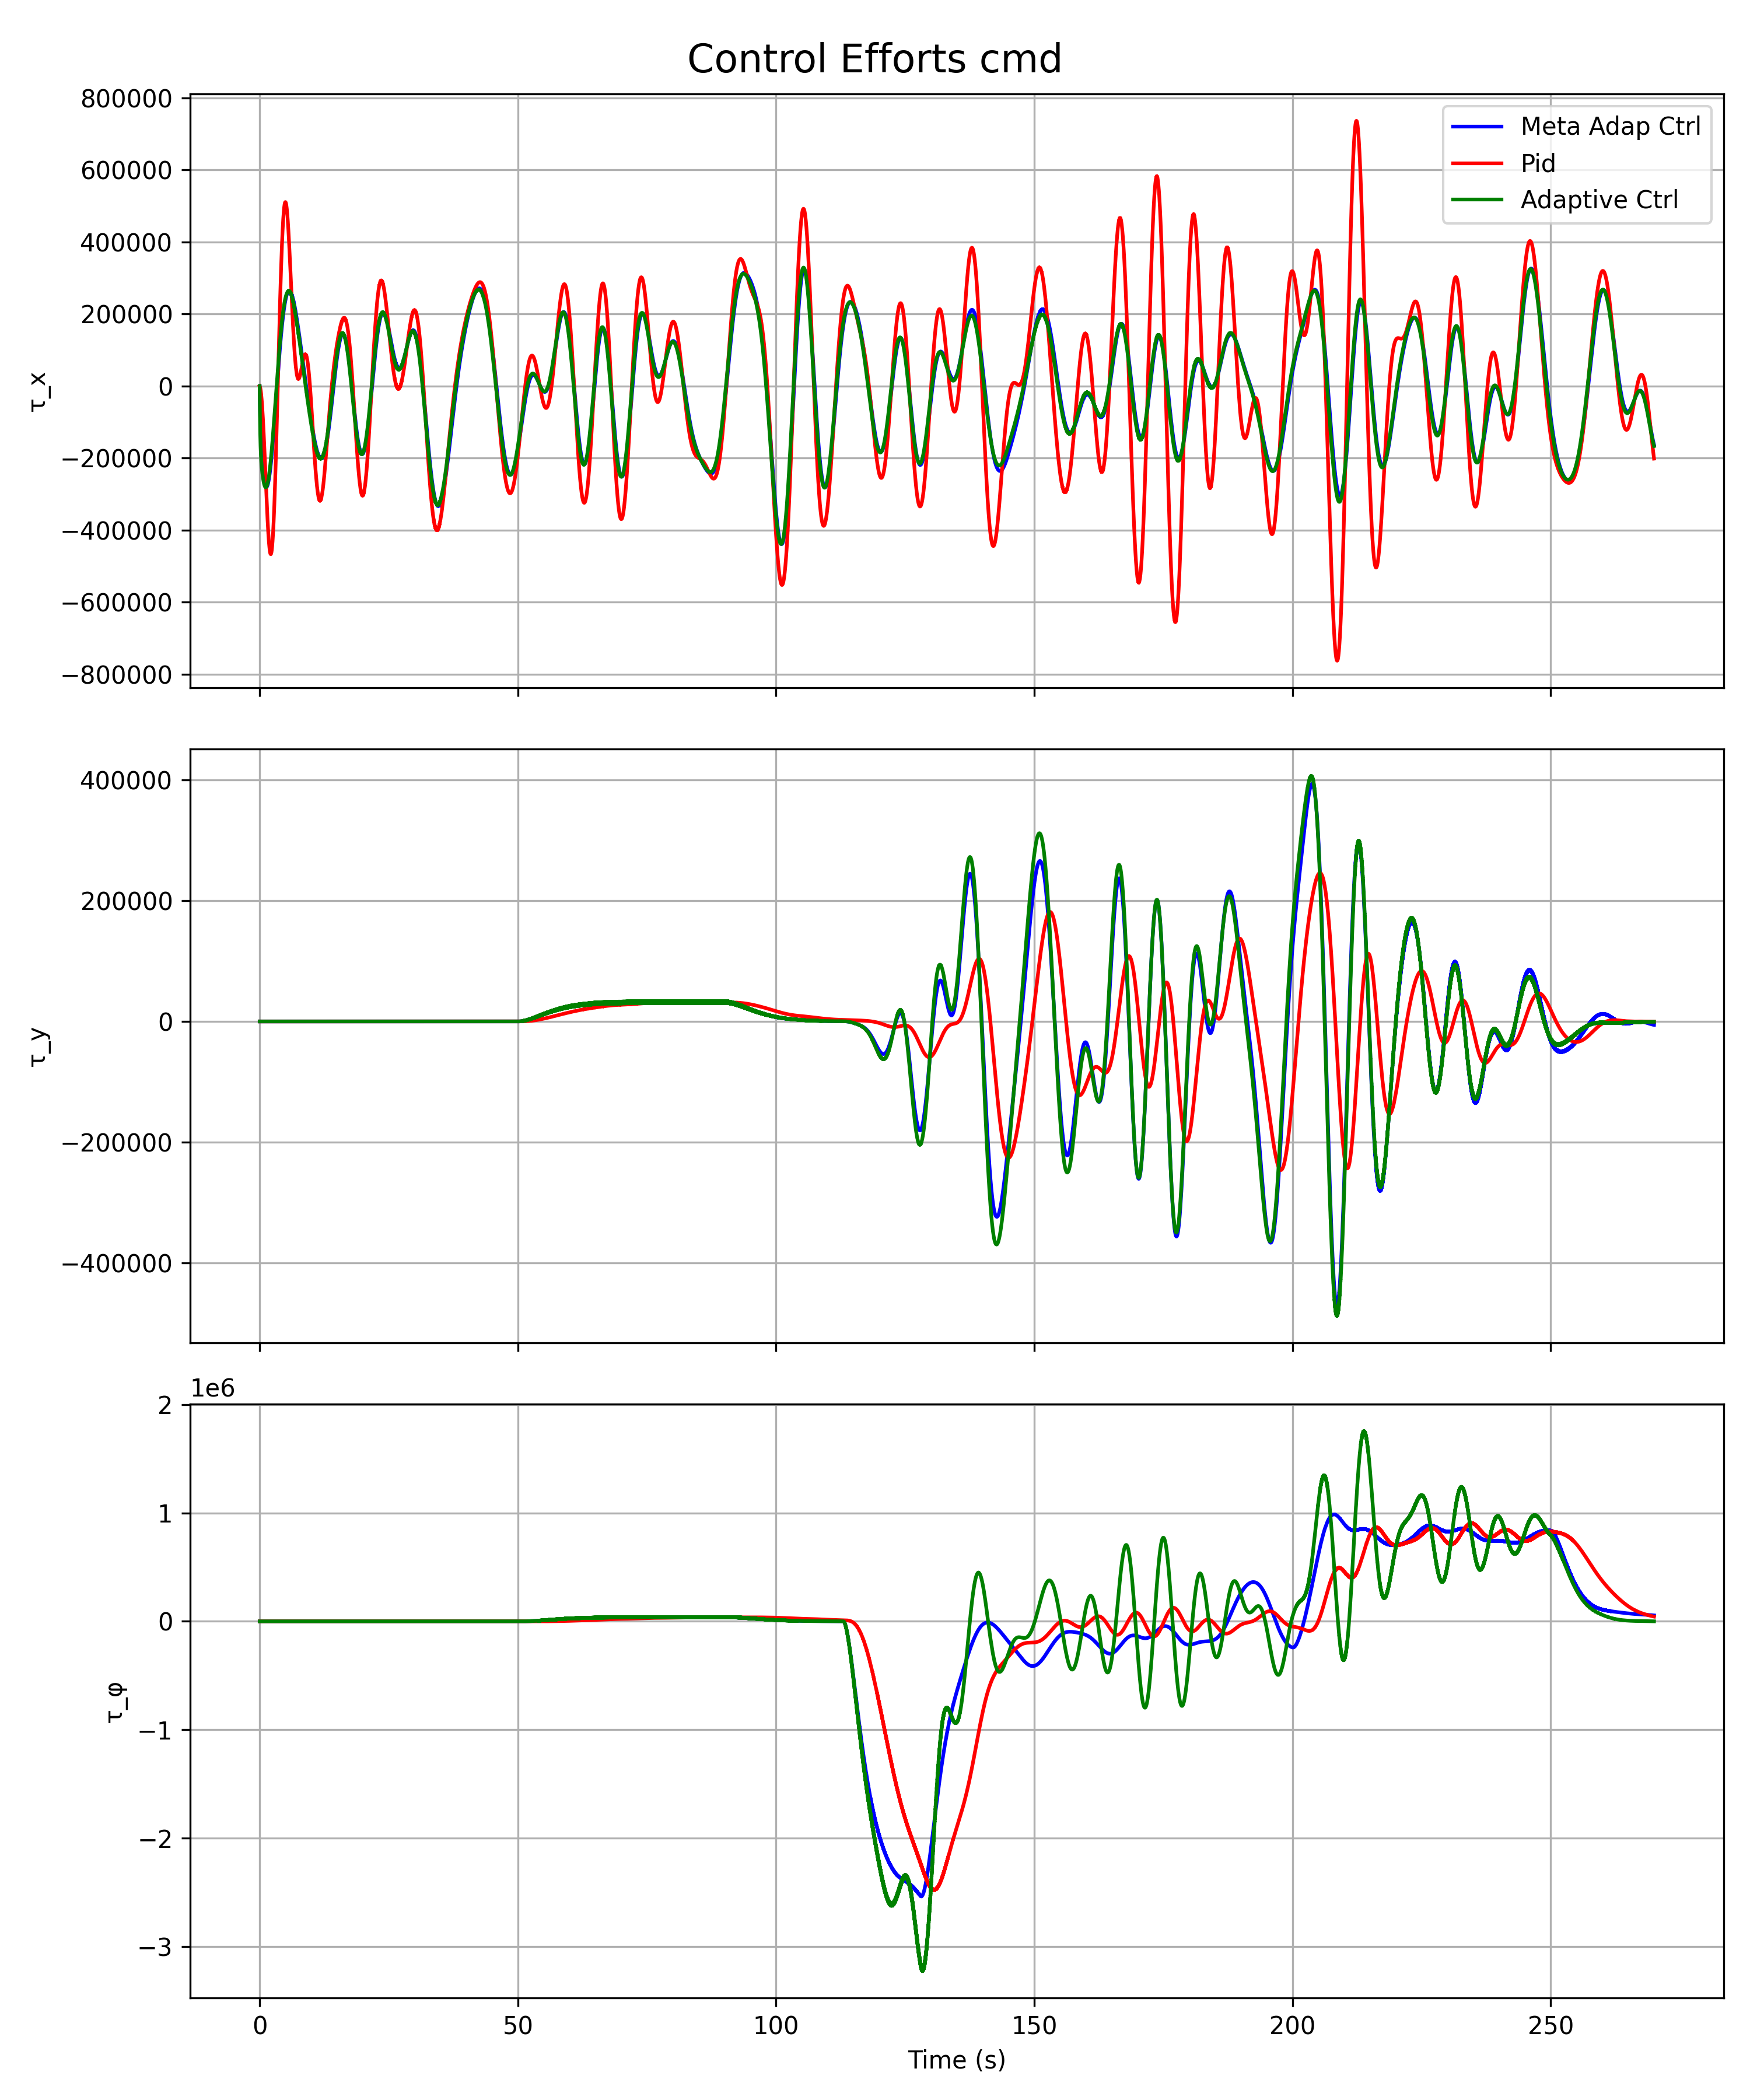 Control Efforts cmd
800000
600000
400000
200000
0
−200000
−400000
−600000
−800000
τ_x
Meta Adap Ctrl
Pid
Adaptive Ctrl
400000
200000
0
−200000
−400000
τ_y
1e6
2
1
0
−1
−2
−3
τ_φ
0 50 100 150 200 250
Time (s)